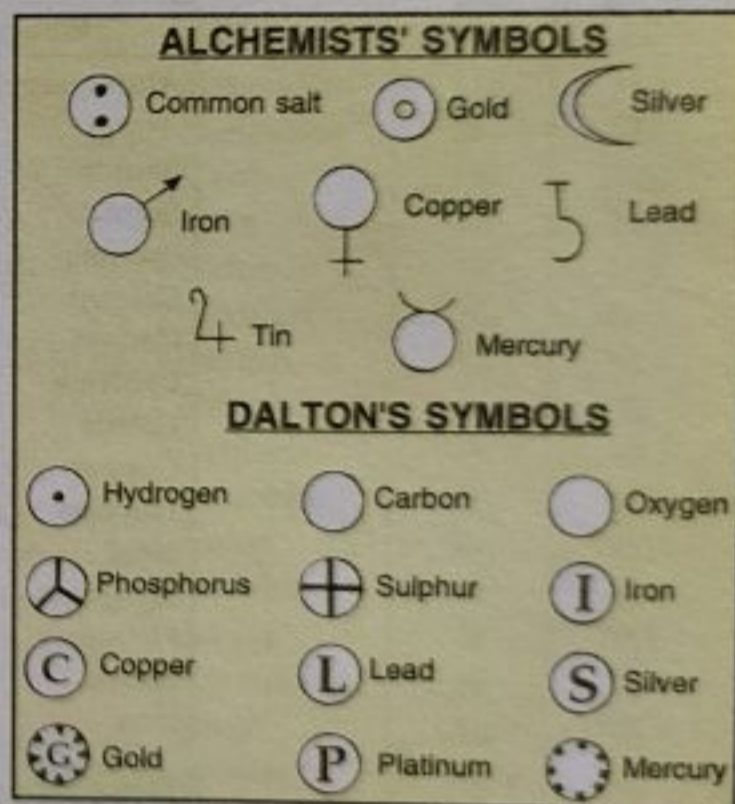 ALCHEMISTS' SYMBOLS
Common salt Gold Silver
Iron Copper Lead
Tin Mercury
DALTON'S SYMBOLS
Hydrogen Carbon Oxygen
Phosphorus Sulphur I Iron
C Copper L Lead S Silver
G Gold P Platinum Mercury